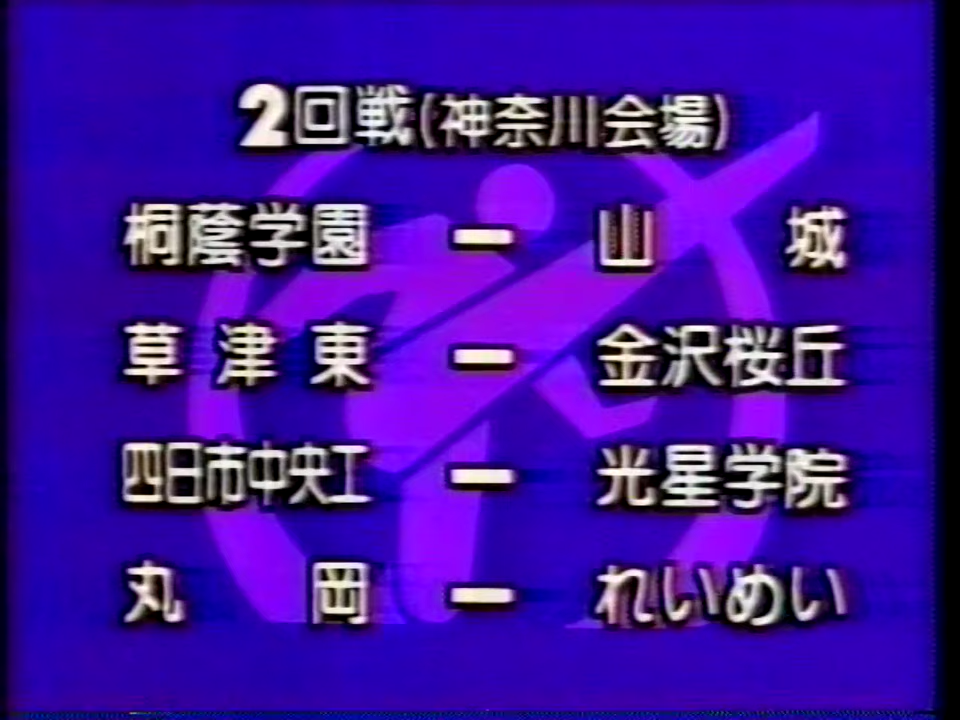 2回戦(神奈川会場)
桐蔭学園 ー 山 城
草 津 東 ー 金沢桜丘
四日市中央工 ー 光星学院
丸 岡 ー れいめい